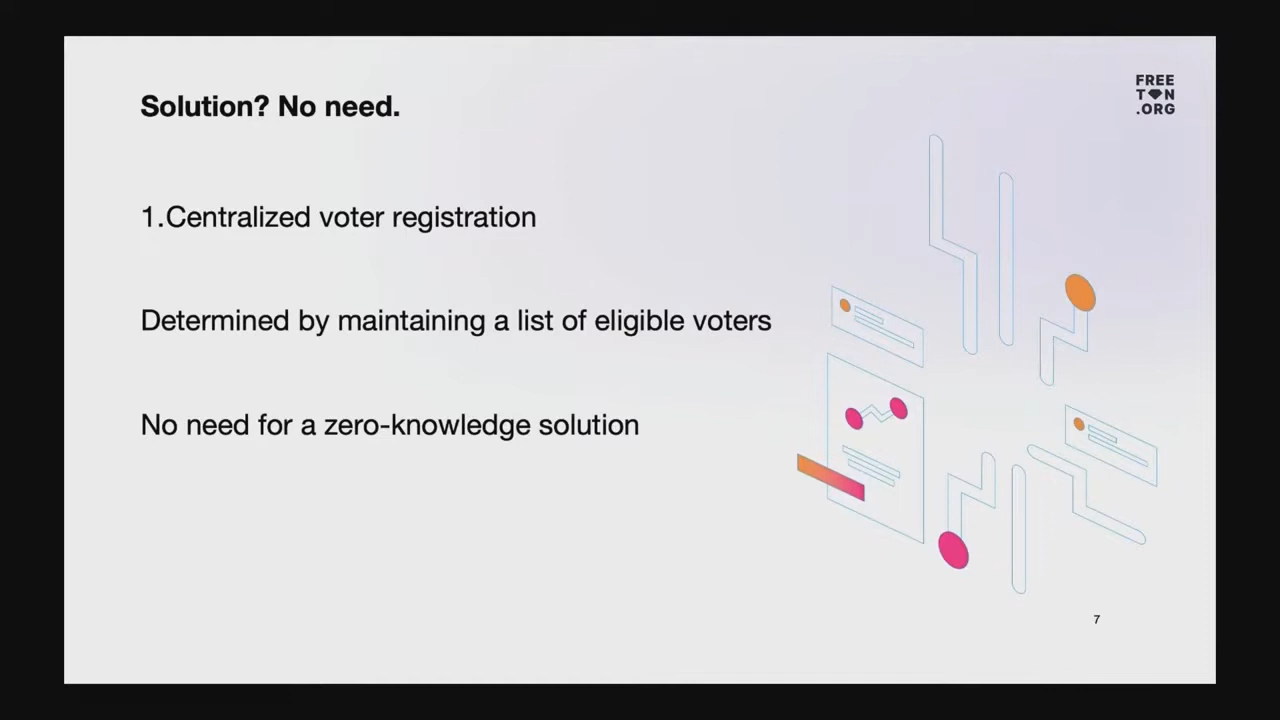 Solution? No need.
FREE
T N
.ORG
1.Centralized voter registration
Determined by maintaining a list of eligible voters
No need for a zero-knowledge solution
7